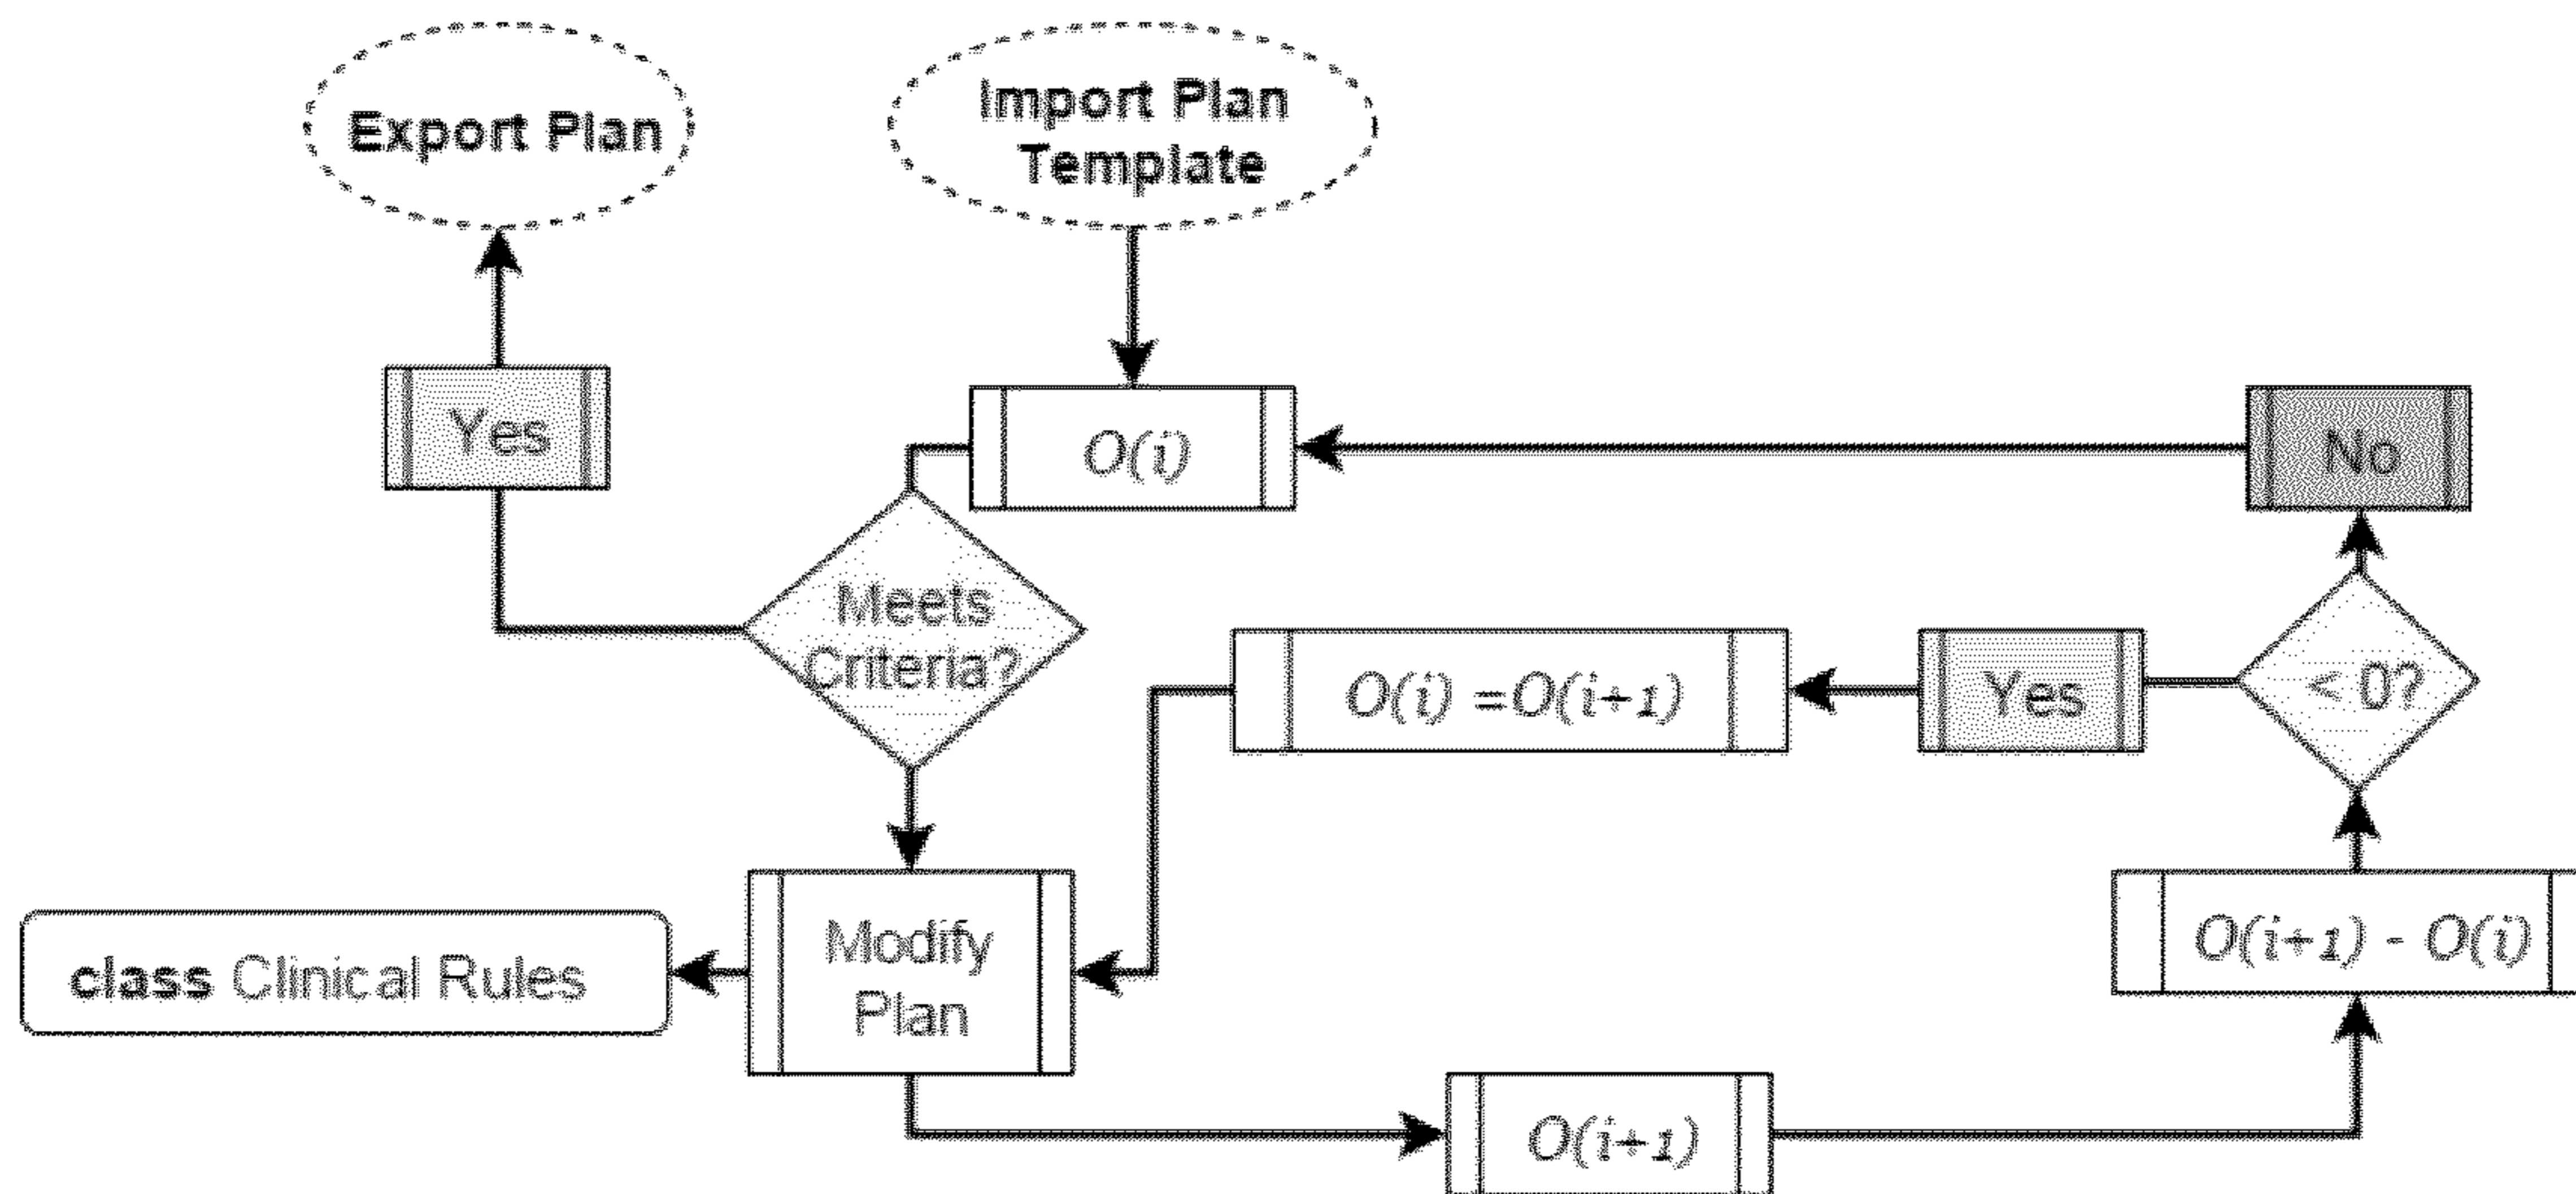 Export Plan
Import Plan
Template
Yes
O(i)
No
Meets
Criteria?
O(i) =O(i+1)
Yes
< 0?
class Clinical Rules
Modify
Plan
O(i+1) - O(i)
O(i+1)